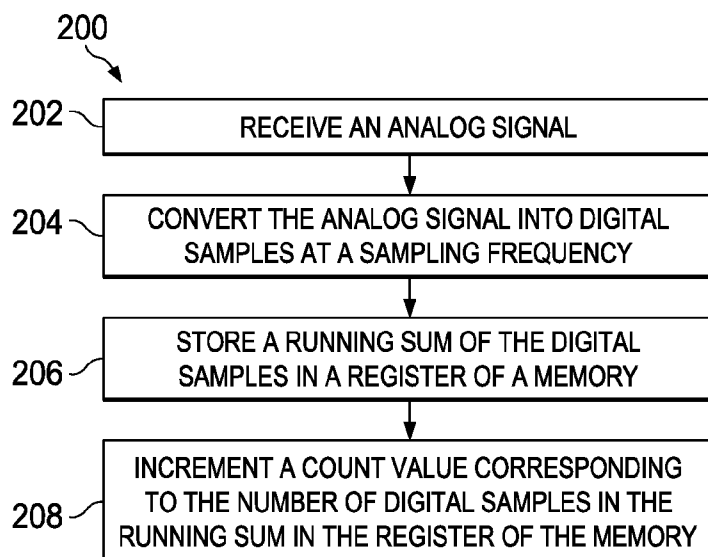 200
202
RECEIVE AN ANALOG SIGNAL
204
CONVERT THE ANALOG SIGNAL INTO DIGITAL
SAMPLES AT A SAMPLING FREQUENCY
206
STORE A RUNNING SUM OF THE DIGITAL
SAMPLES IN A REGISTER OF A MEMORY
208
INCREMENT A COUNT VALUE CORRESPONDING
TO THE NUMBER OF DIGITAL SAMPLES IN THE
RUNNING SUM IN THE REGISTER OF THE MEMORY